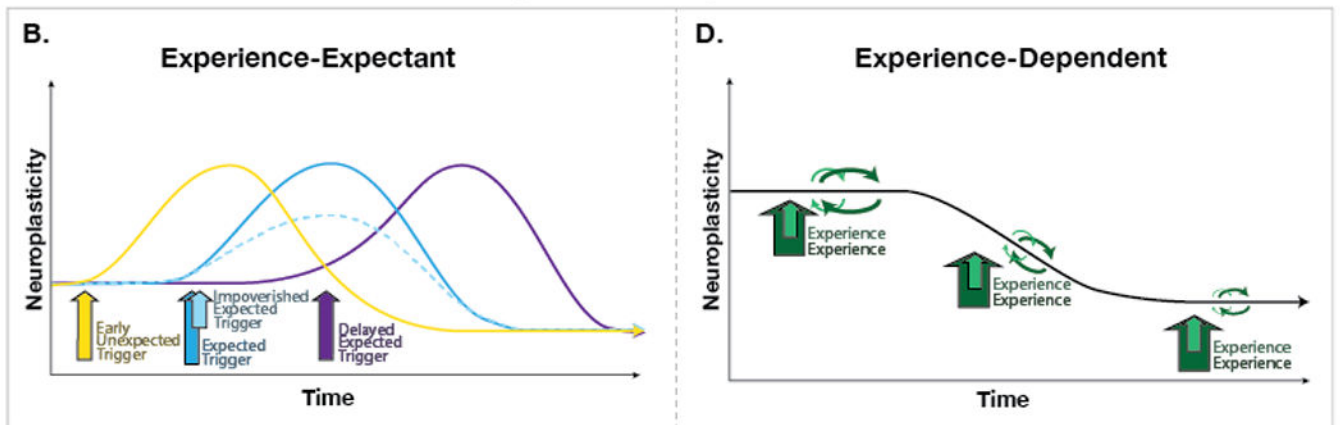 B.
Experience-Expectant
Neuroplasticity
Early
Unexpected
Trigger
Impoverished
Expected
Trigger
Expected
Trigger
Delayed
Expected
Trigger
Time
D.
Experience-Dependent
Neuroplasticity
Experience
Experience
Experience
Experience
Experience
Experience
Time